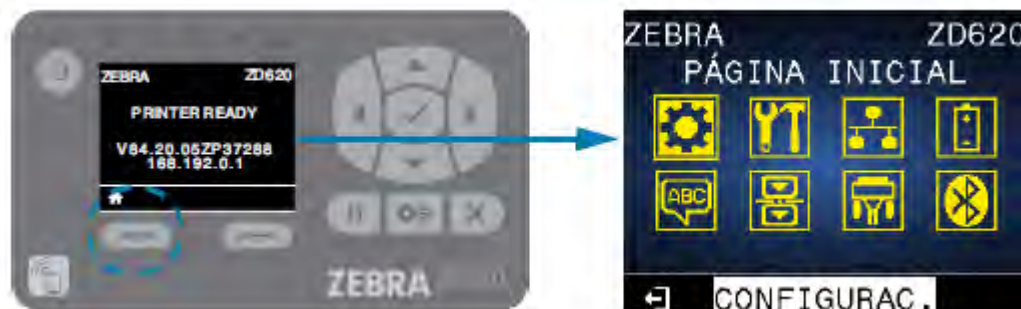 ZEBRA ZD620
PRINTER READY
V84.20.05ZP37288
168.192.0.1
ZEBRA
ZEBRA ZD620
PÁGINA INICIAL
ABC
CONFIGURAC.